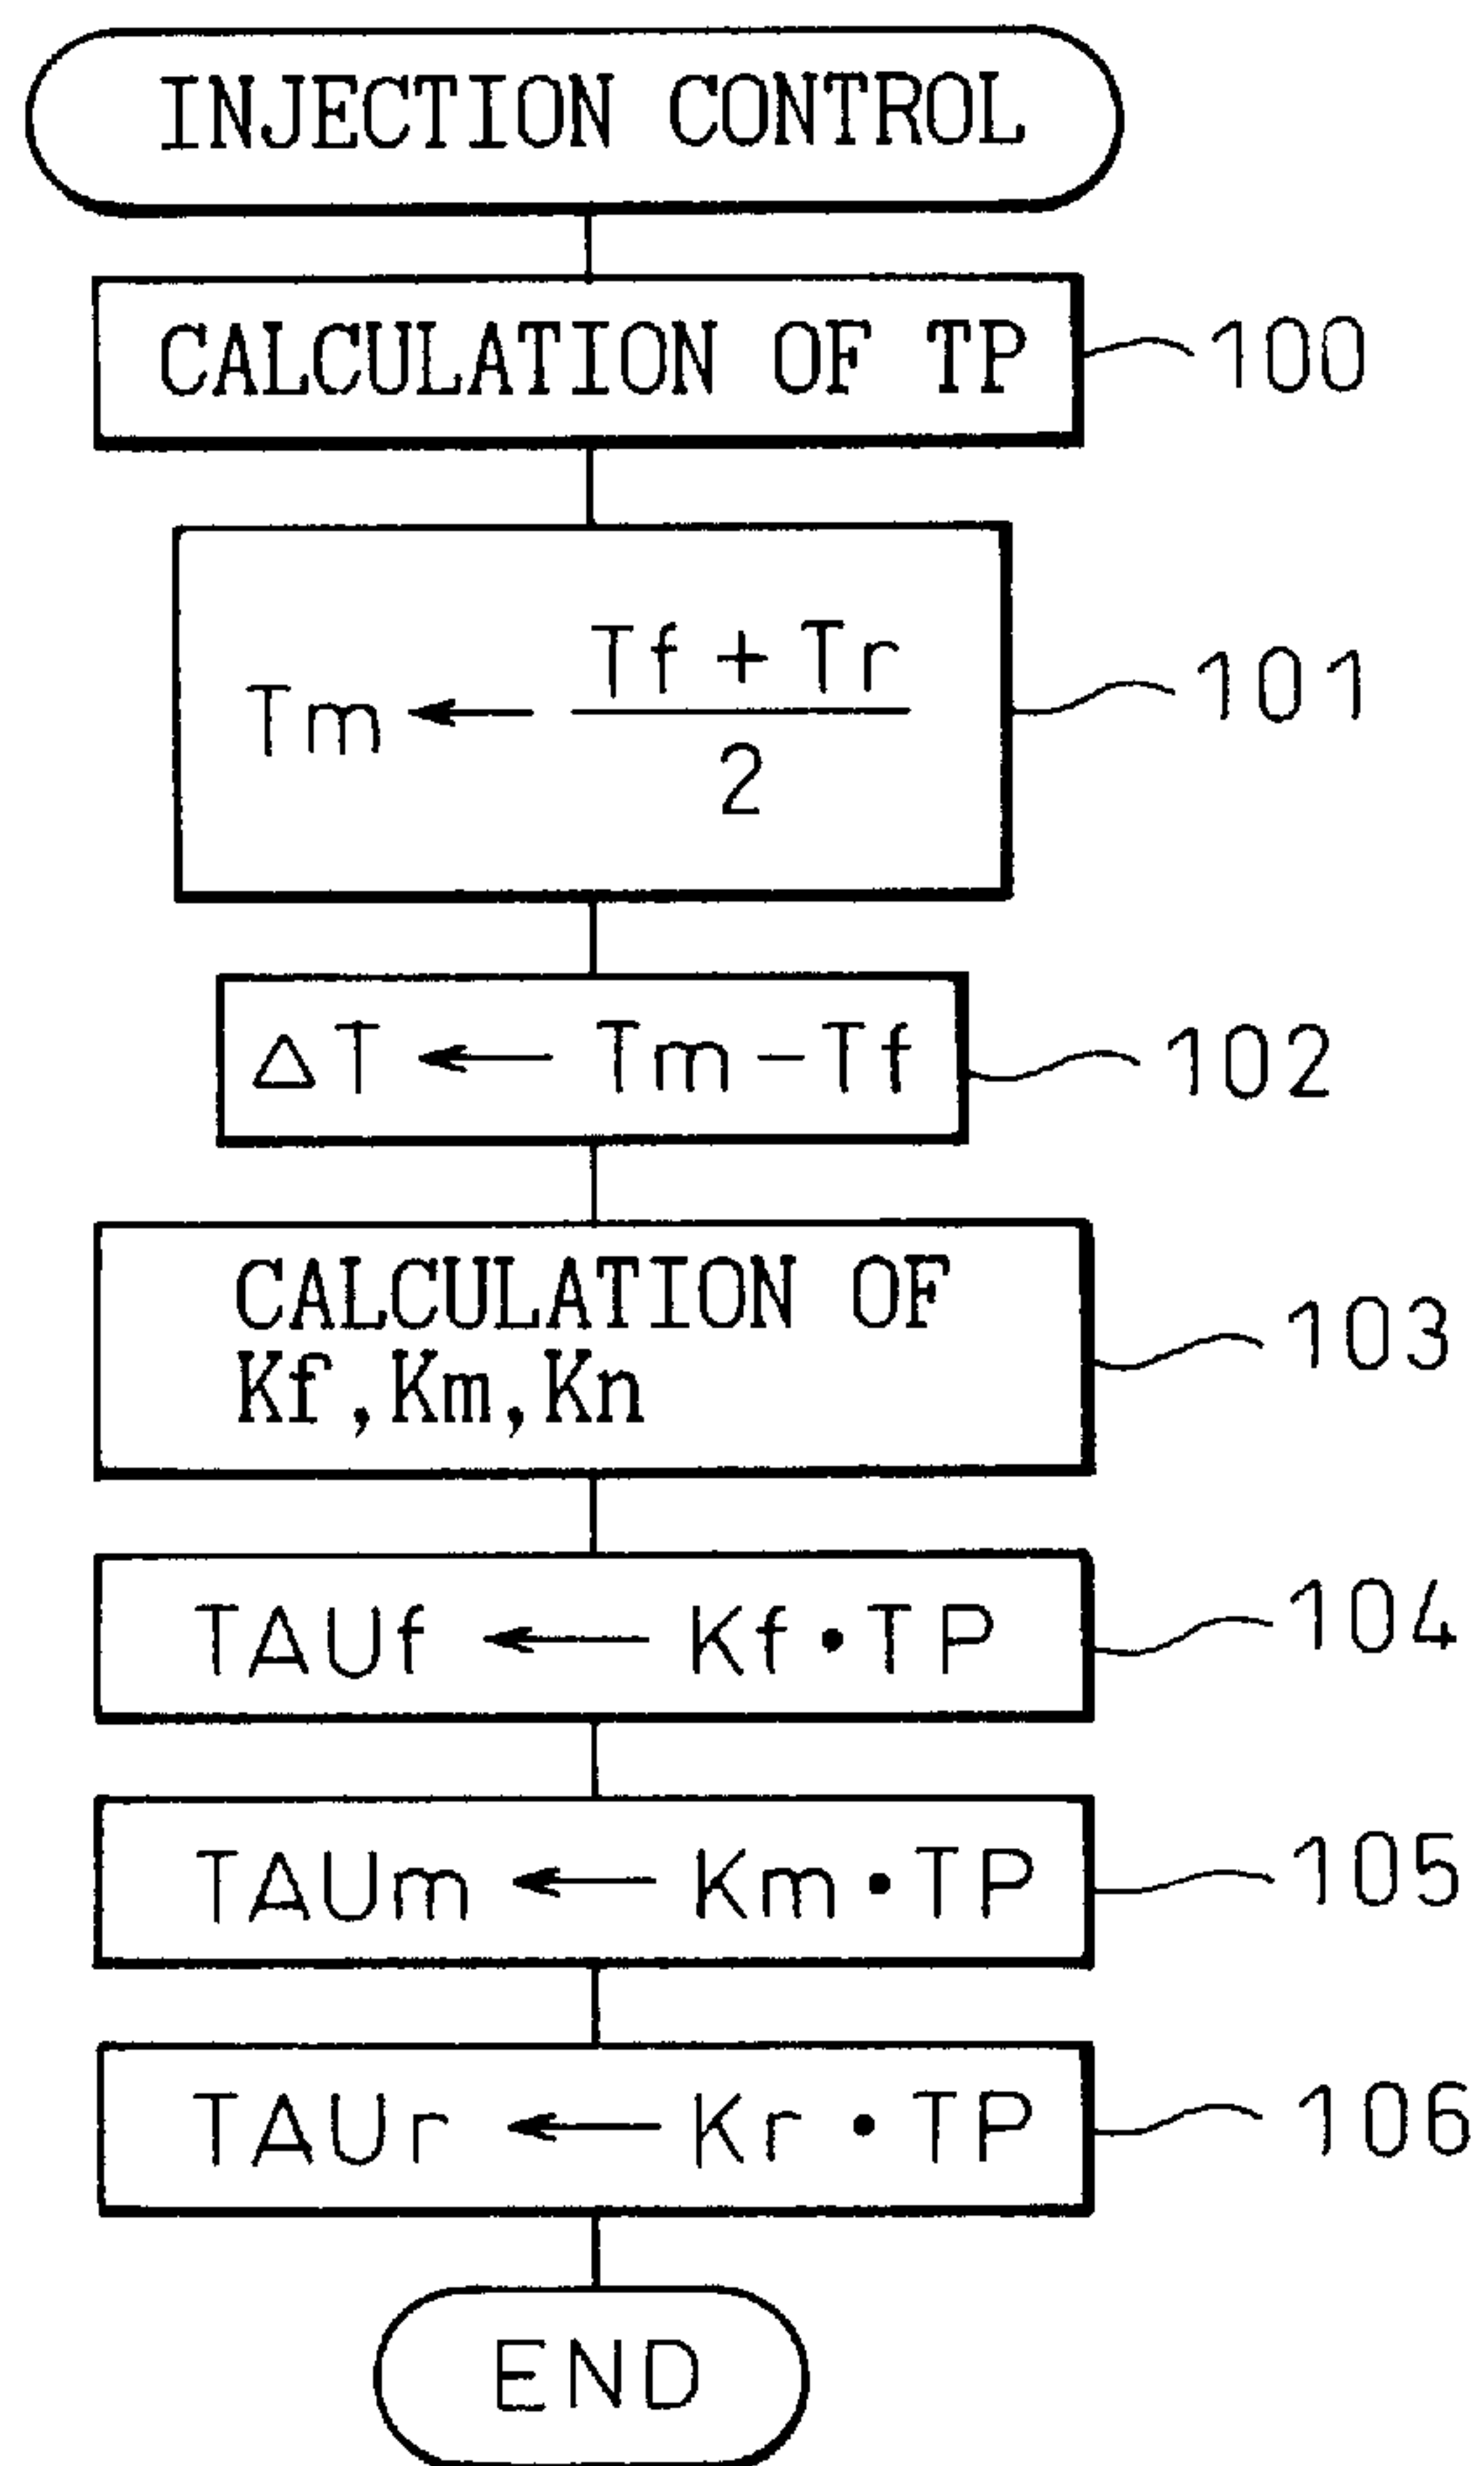 INJECTION CONTROL
CALCULATION OF TP
100
Tm ← Tf + Tr / 2
101
ΔT ← Tm - Tf
102
CALCULATION OF
Kf, Km, Kn
103
TAUf ← Kf • TP
104
TAUm ← Km • TP
105
TAUr ← Kr • TP
106
END